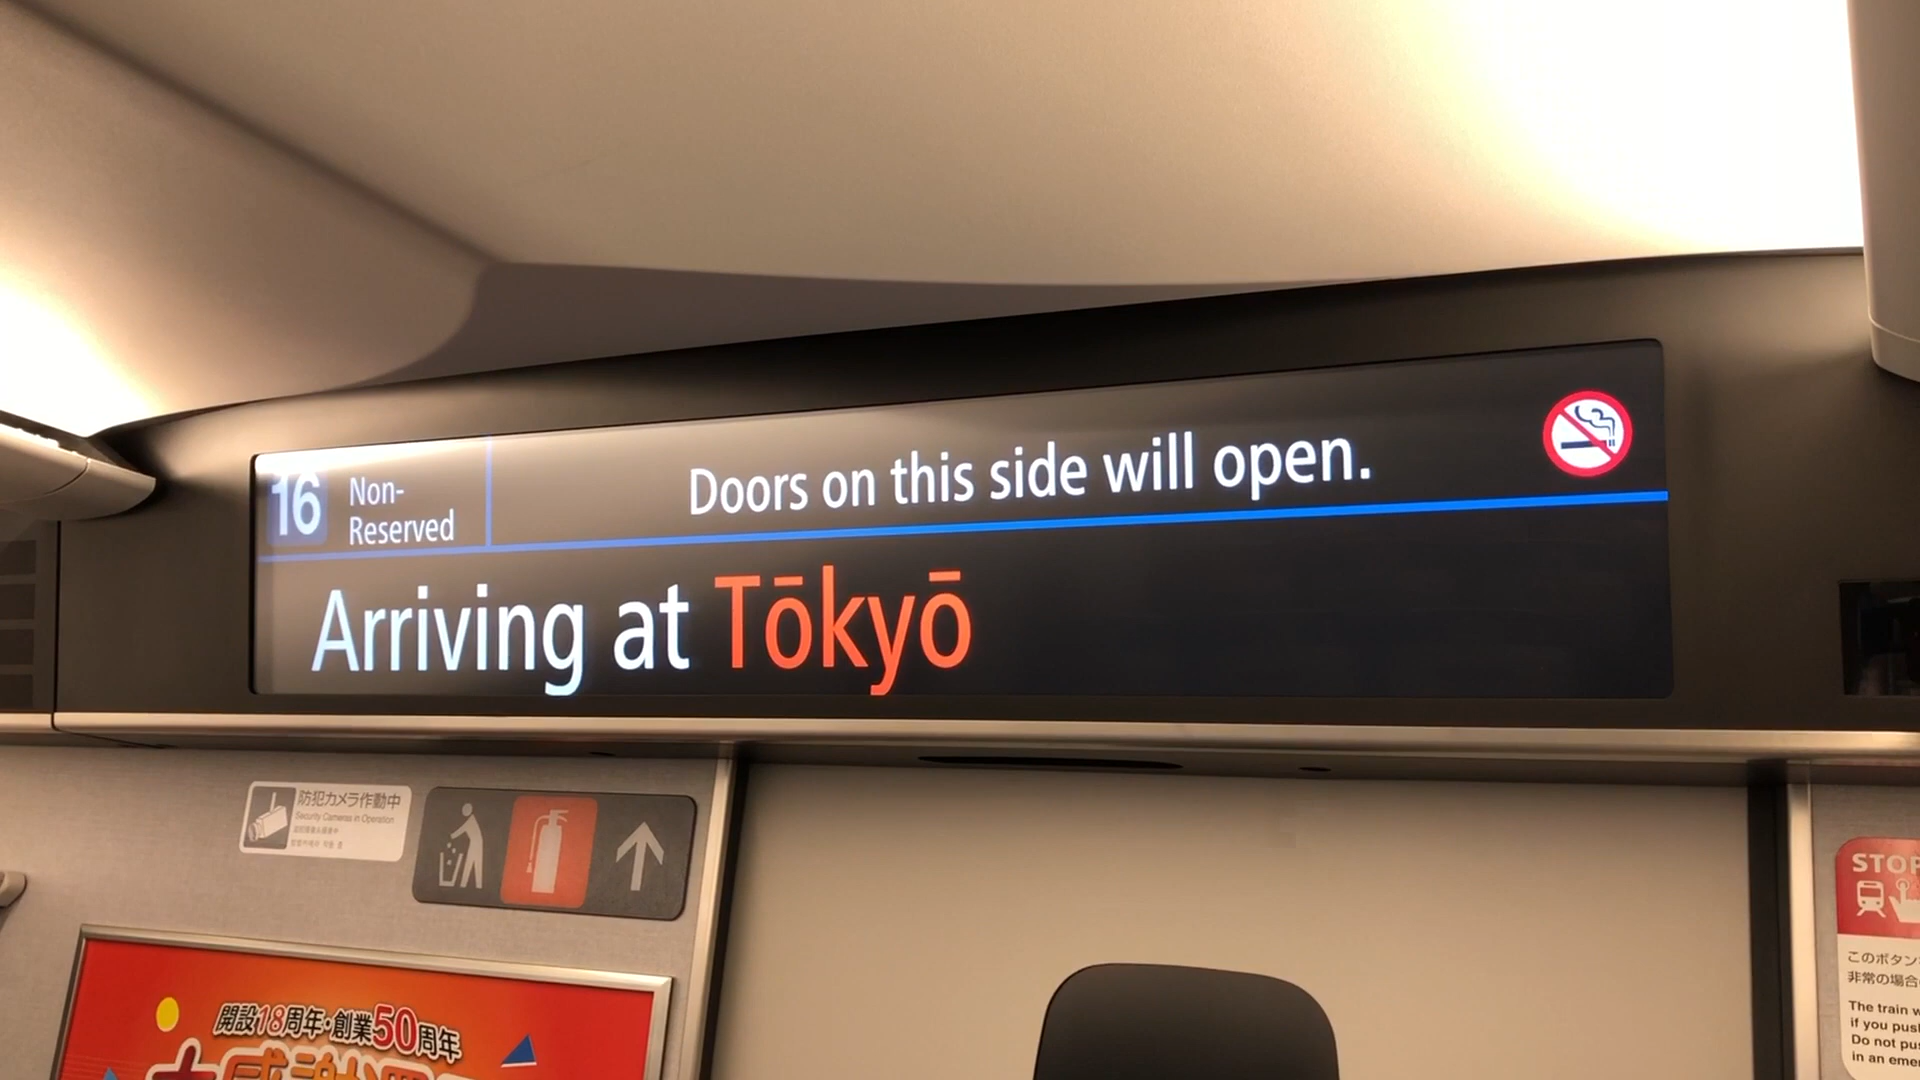 16
Non-
Reserved
Doors on this side will open.
Arriving at Tōkyō
防犯カメラ作動中
Security Cameras in Operation
開設18周年・創業50周年
STOP
このボタン
非常の場合
The train w
if you push
Do not pus
in an emer